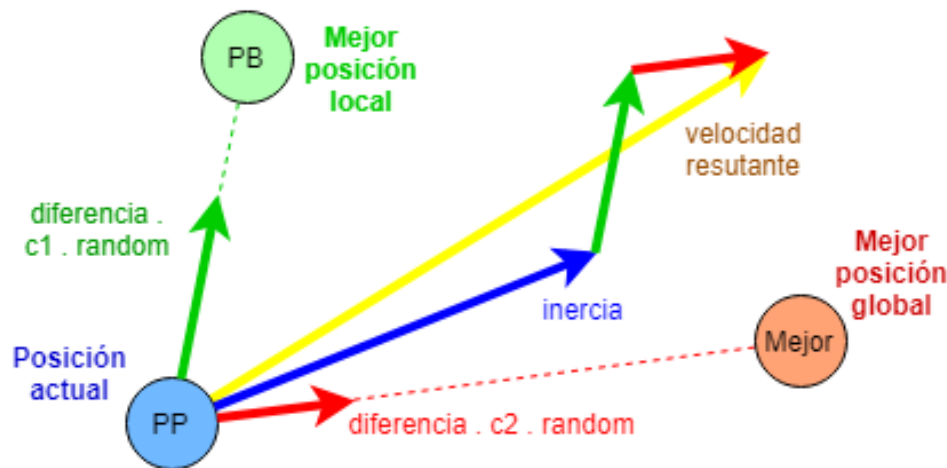 PB
Mejor
posición
local
velocidad
resutante
diferencia .
c1 . random
Mejor
posición
global
inercia
Mejor
Posición
actual
PP
diferencia . c2 . random